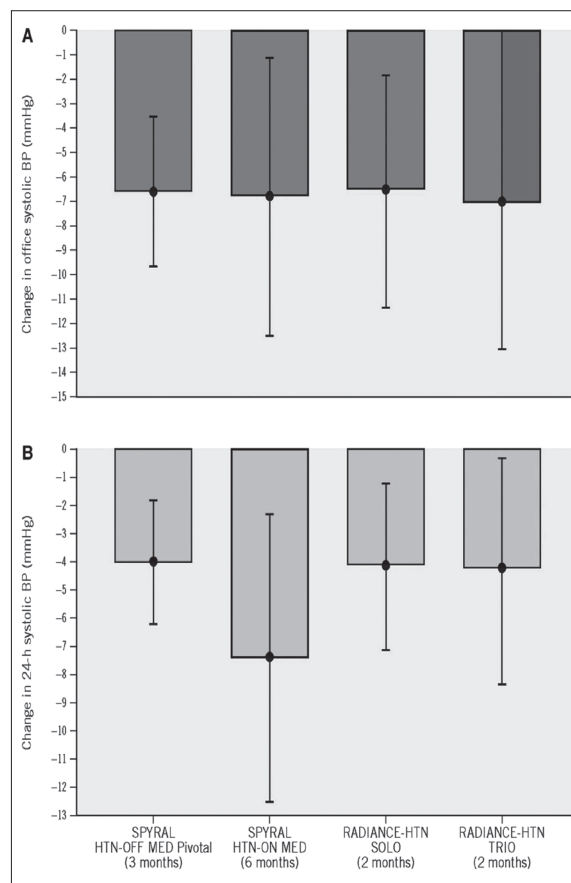 A
Change in office systolic BP (mmHg)
0
–1
–2
–3
–4
–5
–6
–7
–8
–9
–10
–11
–12
–13
–14
–15
B
Change in 24-h systolic BP (mmHg)
0
–1
–2
–3
–4
–5
–6
–7
–8
–9
–10
–11
–12
–13
SPYRAL
HTN-OFF MED Pivotal
(3 months)
SPYRAL
HTN-ON MED
(6 months)
RADIANCE-HTN
SOLO
(2 months)
RADIANCE-HTN
TRIO
(2 months)